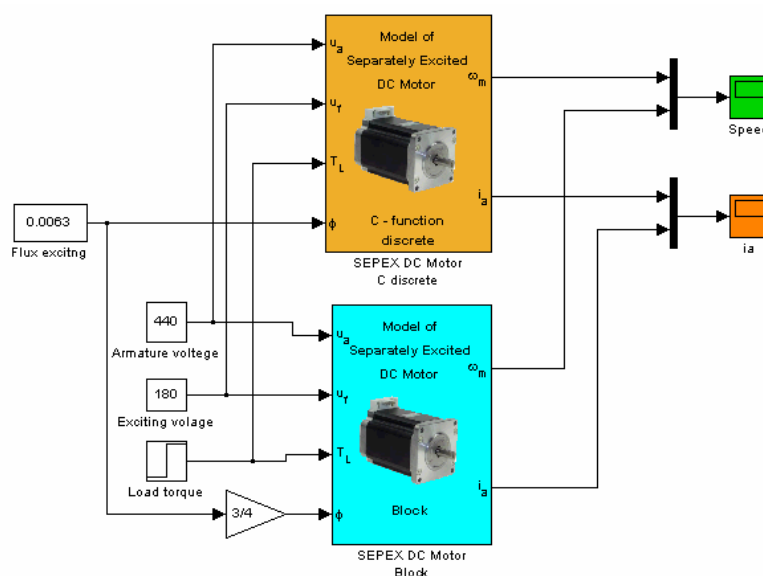 Model of
Separately Excited
DC Motor
u_a
u_f
T_L
ϕ
ω_m
i_a
C - function
discrete
SEPEX DC Motor
C discrete
Speed
ia
0.0063
Flux excitng
440
Armature voltege
180
Exciting volage
Load torque
3/4
Model of
Separately Excited
DC Motor
u_a
u_f
T_L
ϕ
ω_m
i_a
Block
SEPEX DC Motor
Block